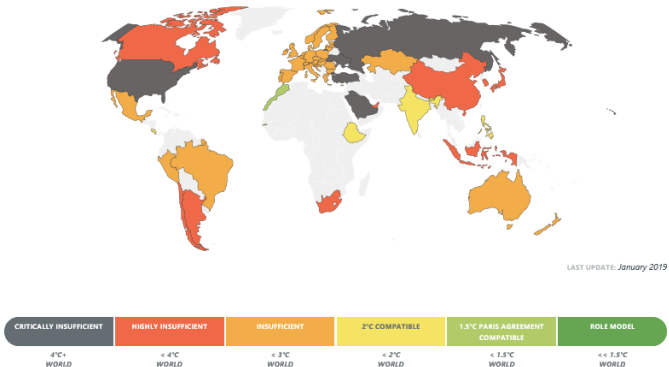 LAST UPDATE: January 2019
CRITICALLY INSUFFICIENT
HIGHLY INSUFFICIENT
INSUFFICIENT
2°C COMPATIBLE
1.5°C PARIS AGREEMENT
COMPATIBLE
ROLE MODEL
4°C+
WORLD
< 4°C
WORLD
< 3°C
WORLD
< 2°C
WORLD
< 1.5°C
WORLD
<< 1.5°C
WORLD